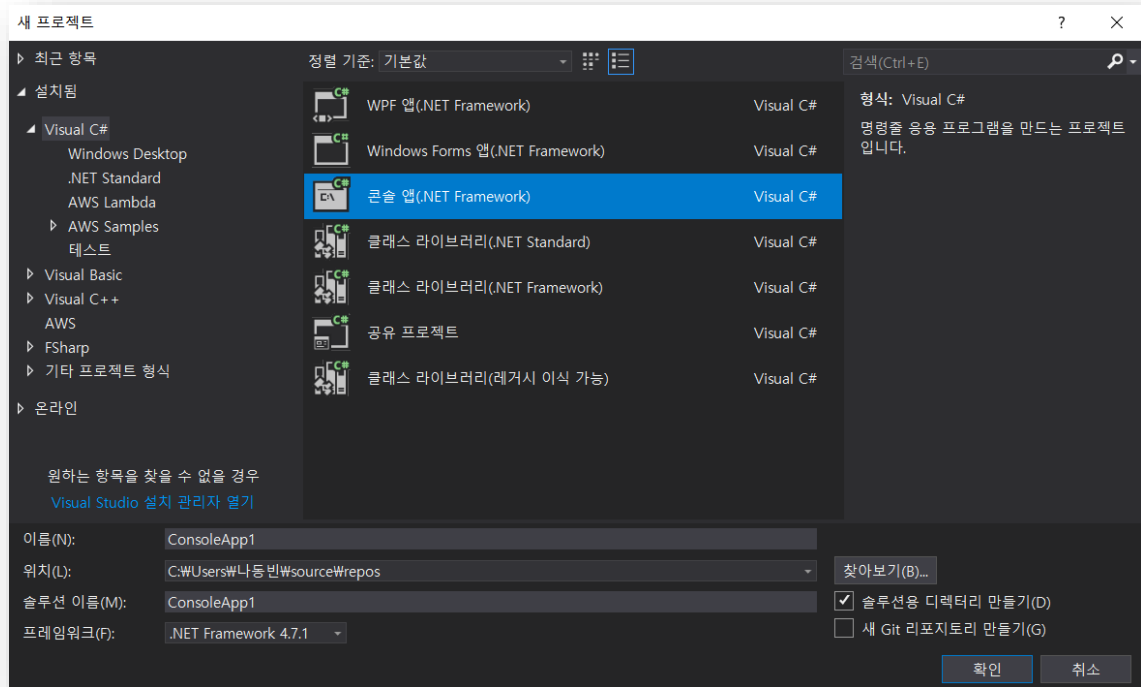 새 프로젝트
?
최근 항목
설치됨
Visual C#
Windows Desktop
.NET Standard
AWS Lambda
AWS Samples
테스트
Visual Basic
Visual C++
AWS
FSharp
기타 프로젝트 형식
온라인
원하는 항목을 찾을 수 없을 경우
Visual Studio 설치 관리자 열기
정렬 기준: 기본값
C# WPF 앱(.NET Framework) Visual C#
C# Windows Forms 앱(.NET Framework) Visual C#
C# C:\ 콘솔 앱(.NET Framework) Visual C#
C# 클래스 라이브러리(.NET Standard) Visual C#
C# 클래스 라이브러리(.NET Framework) Visual C#
C# 공유 프로젝트 Visual C#
C# 클래스 라이브러리(레거시 이식 가능) Visual C#
검색(Ctrl+E)
형식: Visual C#
명령줄 응용 프로그램을 만드는 프로젝트
입니다.
이름(N): ConsoleApp1
위치(L): C:₩Users₩나동빈₩source₩repos 찾아보기(B)...
솔루션 이름(M): ConsoleApp1 솔루션용 디렉터리 만들기(D)
프레임워크(F): .NET Framework 4.7.1 새 Git 리포지토리 만들기(G)
확인 취소